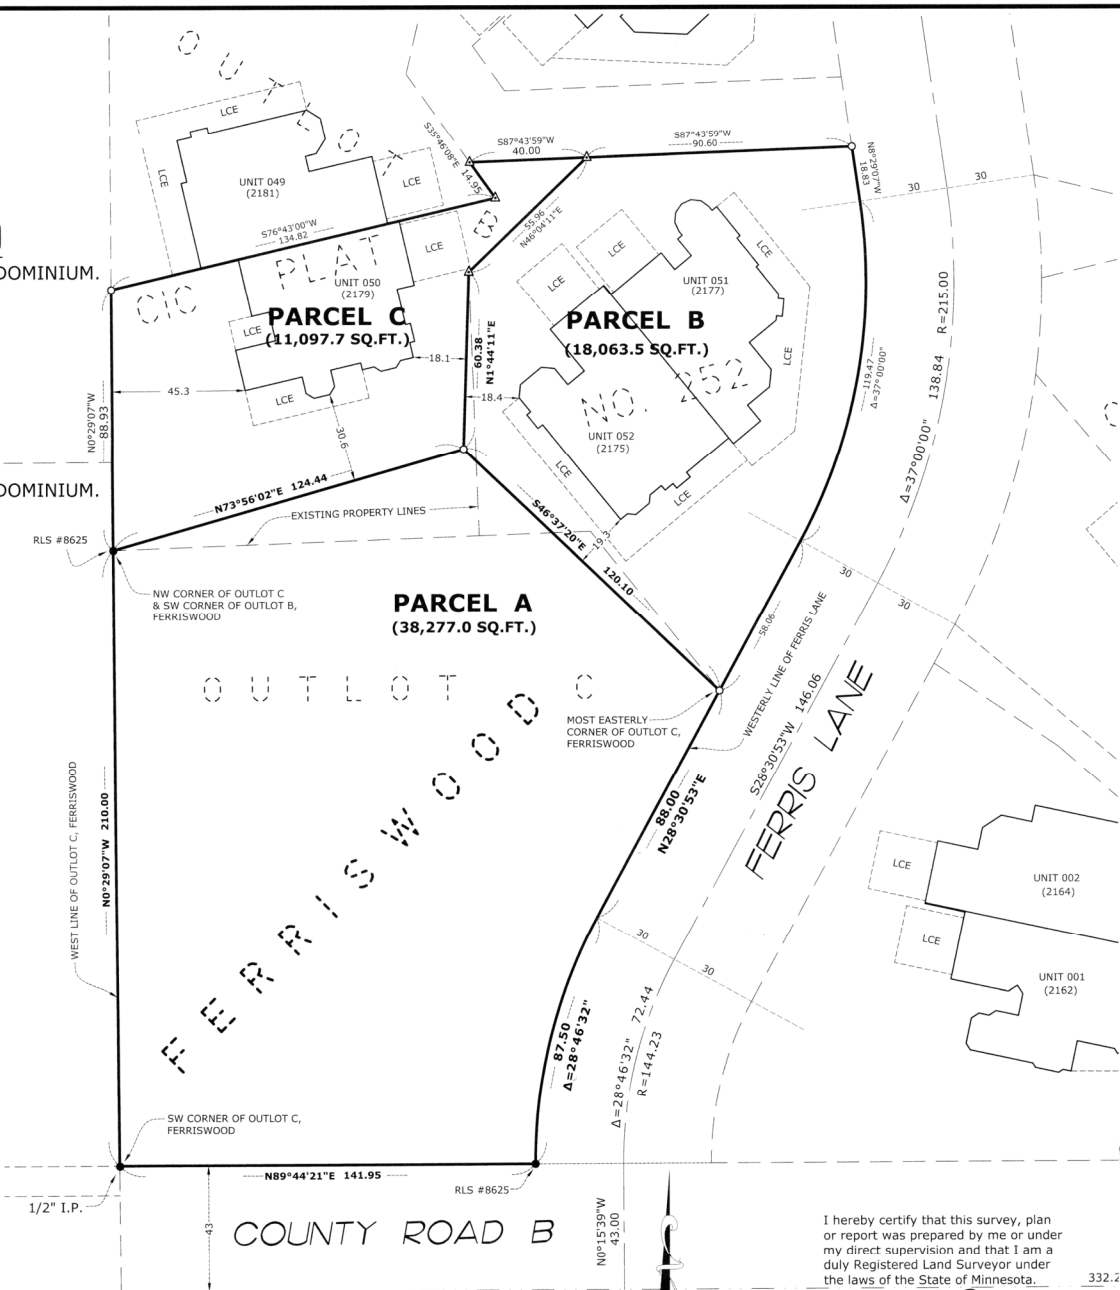 OUTLOT B
LCE
LCE
LCE
UNIT 049
(2181)
S76°43'00"W
134.82
S35°46'08"E 14.95
S87°43'59"W
40.00
S87°43'59"W
90.60
N8°29'07"W
18.83
30
30
55.96
N46°04'11"E
DOMINIUM.
CIC PLAT
NO. 252
LCE
UNIT 050
(2179)
PARCEL C
(11,097.7 SQ.FT.)
LCE
LCE
18.1
45.3
30.6
60.38
N1°44'11"E
18.4
LCE
LCE
LCE
LCE
UNIT 051
(2177)
PARCEL B
(18,063.5 SQ.FT.)
UNIT 052
(2175)
LCE
LCE
119.47
Δ=37°00'00"
R=215.00
138.84
Δ=37°00'00"
N0°29'07"W
88.93
DOMINIUM.
N73°56'02"E 124.44
EXISTING PROPERTY LINES
S46°37'20"E
120.10
19.3
RLS #8625
NW CORNER OF OUTLOT C
& SW CORNER OF OUTLOT B,
FERRISWOOD
PARCEL A
(38,277.0 SQ.FT.)
OUTLOT C
FERRISWOOD
58.06
30
30
WESTERLY LINE OF FERRIS LANE
S28°30'53"W 146.06
FERRIS LANE
MOST EASTERLY
CORNER OF OUTLOT C,
FERRISWOOD
88.00
N28°30'53"E
WEST LINE OF OUTLOT C, FERRISWOOD
N0°29'07"W 210.00
LCE
UNIT 002
(2164)
LCE
UNIT 001
(2162)
30
30
87.50
Δ=28°46'32"
Δ=28°46'32" 72.44
R=144.23
SW CORNER OF OUTLOT C,
FERRISWOOD
N89°44'21"E 141.95
RLS #8625
1/2" I.P.
43
COUNTY ROAD B
N0°15'39"W
43.00
I hereby certify that this survey, plan
or report was prepared by me or under
my direct supervision and that I am a
duly Registered Land Surveyor under
the laws of the State of Minnesota.
332.2